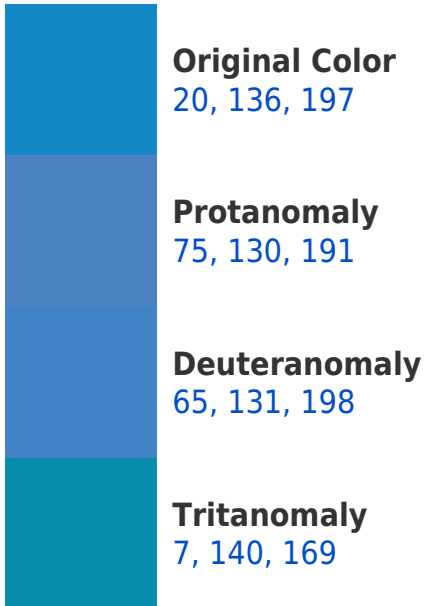 Original Color
20, 136, 197
Protanomaly
75, 130, 191
Deuteranomaly
65, 131, 198
Tritanomaly
7, 140, 169